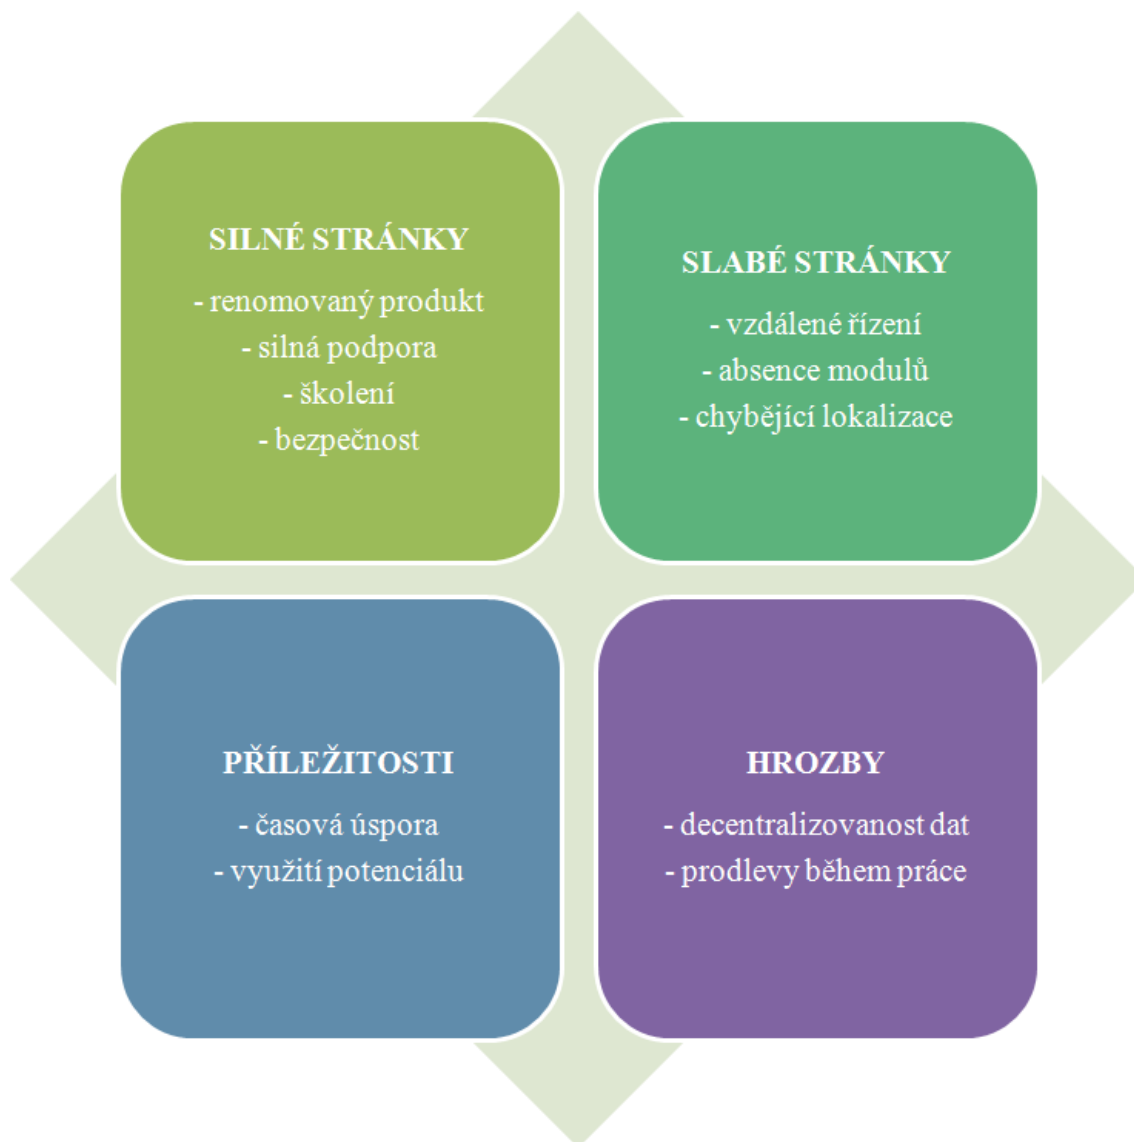 SILNÉ STRÁNKY
- renomovaný produkt
- silná podpora
- školení
- bezpečnost
SLABÉ STRÁNKY
- vzdálené řízení
- absence modulů
- chybějící lokalizace
PŘÍLEŽITOSTI
- časová úspora
- využití potenciálu
HROZBY
- decentralizovanost dat
- prodlevy během práce